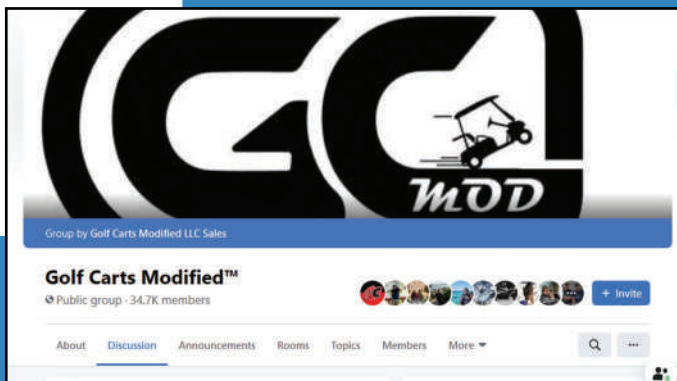 GC
MOD
Group by Golf Carts Modified LLC Sales
Golf Carts Modified™
Public group · 34.7K members
+ Invite
About Discussion Announcements Rooms Topics Members More